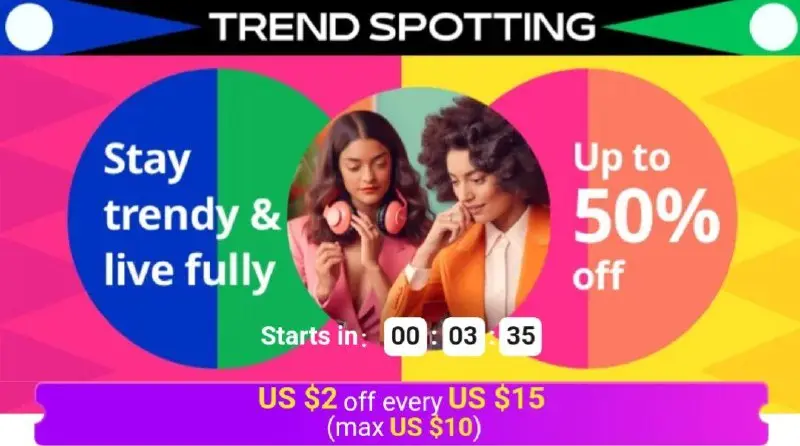 TREND SPOTTING
Stay
trendy &
live fully
Up to
50%
off
Starts in: 00 : 03 : 35
US $2 off every US $15
(max US $10)